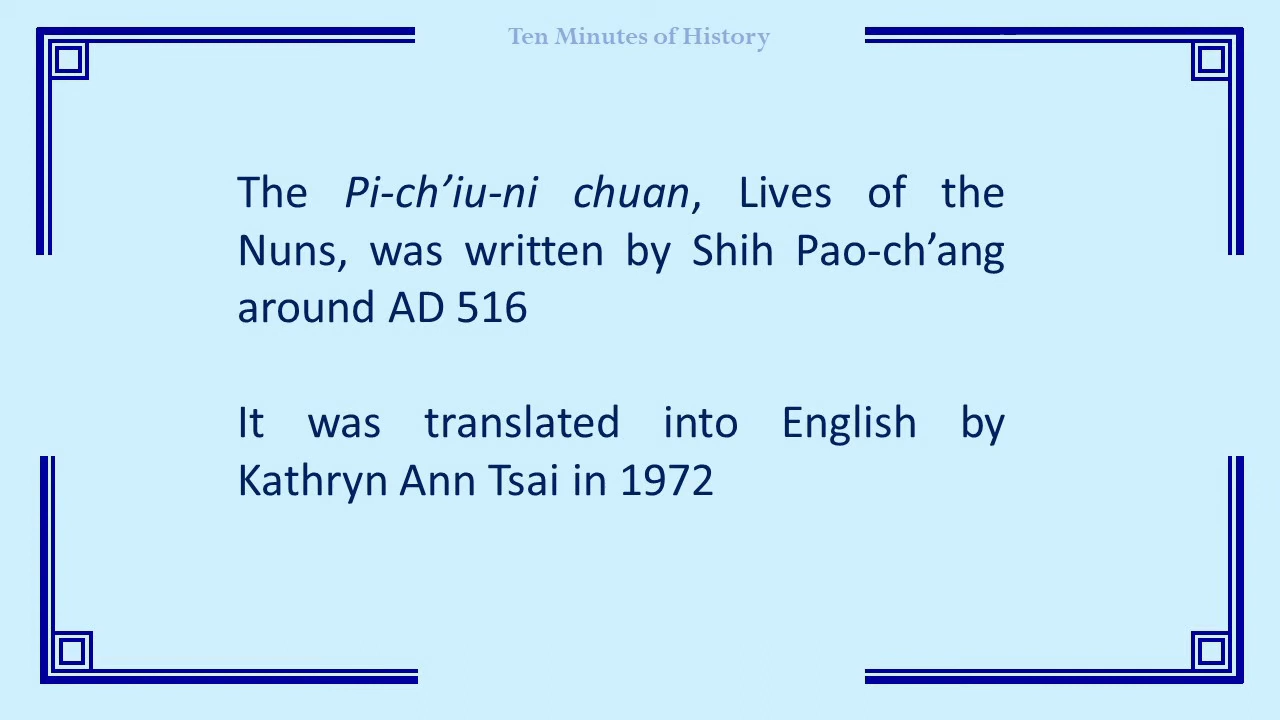 Ten Minutes of History
The Pi-ch’iu-ni chuan, Lives of the
Nuns, was written by Shih Pao-ch’ang
around AD 516
It was translated into English by
Kathryn Ann Tsai in 1972